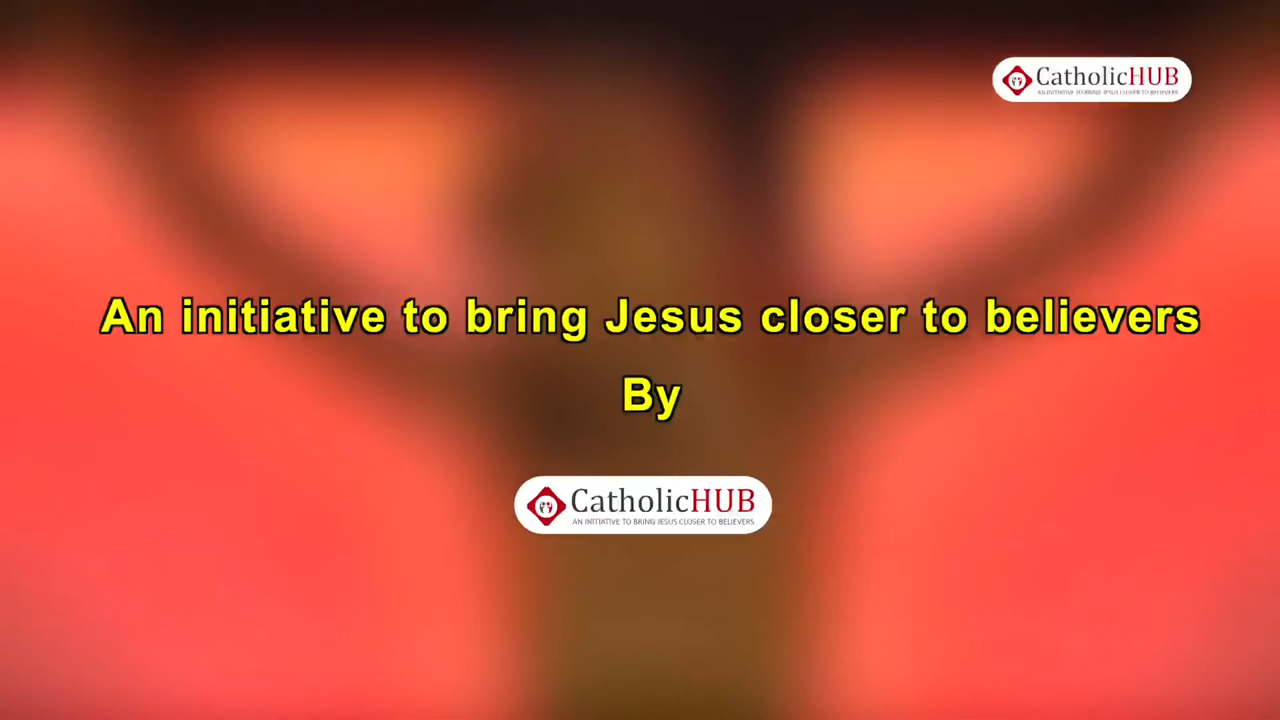 CatholicHUB
AN INITIATIVE TO BRING JESUS CLOSER TO BELIEVERS
An initiative to bring Jesus closer to believers
By
CatholicHUB
AN INITIATIVE TO BRING JESUS CLOSER TO BELIEVERS